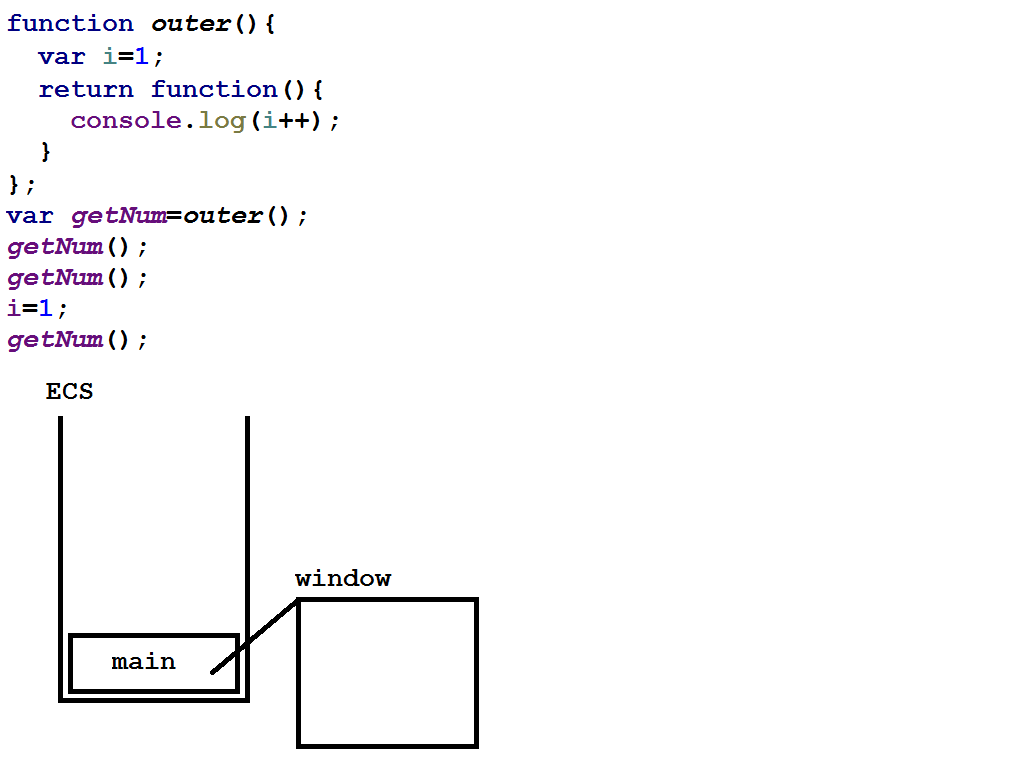 function outer(){
  var i=1;
  return function(){
    console.log(i++);
  }
};
var getNum=outer();
getNum();
getNum();
i=1;
getNum();
ECS
window
main